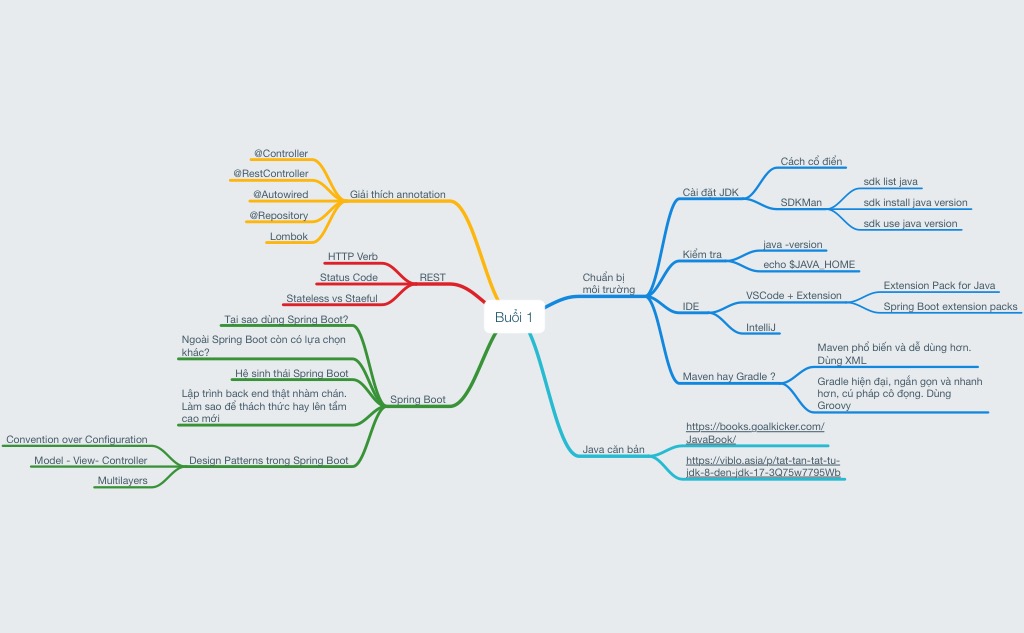 Buổi 1
Giải thích annotation
@Controller
@RestController
@Autowired
@Repository
Lombok
REST
HTTP Verb
Status Code
Stateless vs Staeful
Spring Boot
Tại sao dùng Spring Boot?
Ngoài Spring Boot còn có lựa chọn
khác?
Hệ sinh thái Spring Boot
Lập trình back end thật nhàm chán.
Làm sao để thách thức hay lên tầm
cao mới
Design Patterns trong Spring Boot
Convention over Configuration
Model - View- Controller
Multilayers
Chuẩn bị
môi trường
Cài đặt JDK
Cách cổ điển
SDKMan
sdk list java
sdk install java version
sdk use java version
Kiểm tra
java -version
echo $JAVA_HOME
IDE
VSCode + Extension
Extension Pack for Java
Spring Boot extension packs
IntelliJ
Maven hay Gradle ?
Maven phổ biến và dễ dùng hơn.
Dùng XML
Gradle hiện đại, ngắn gọn và nhanh
hơn, cú pháp cô đọng. Dùng
Groovy
Java căn bản
https://books.goalkicker.com/
JavaBook/
https://viblo.asia/p/tat-tan-tat-tu-
jdk-8-den-jdk-17-3Q75w7795Wb